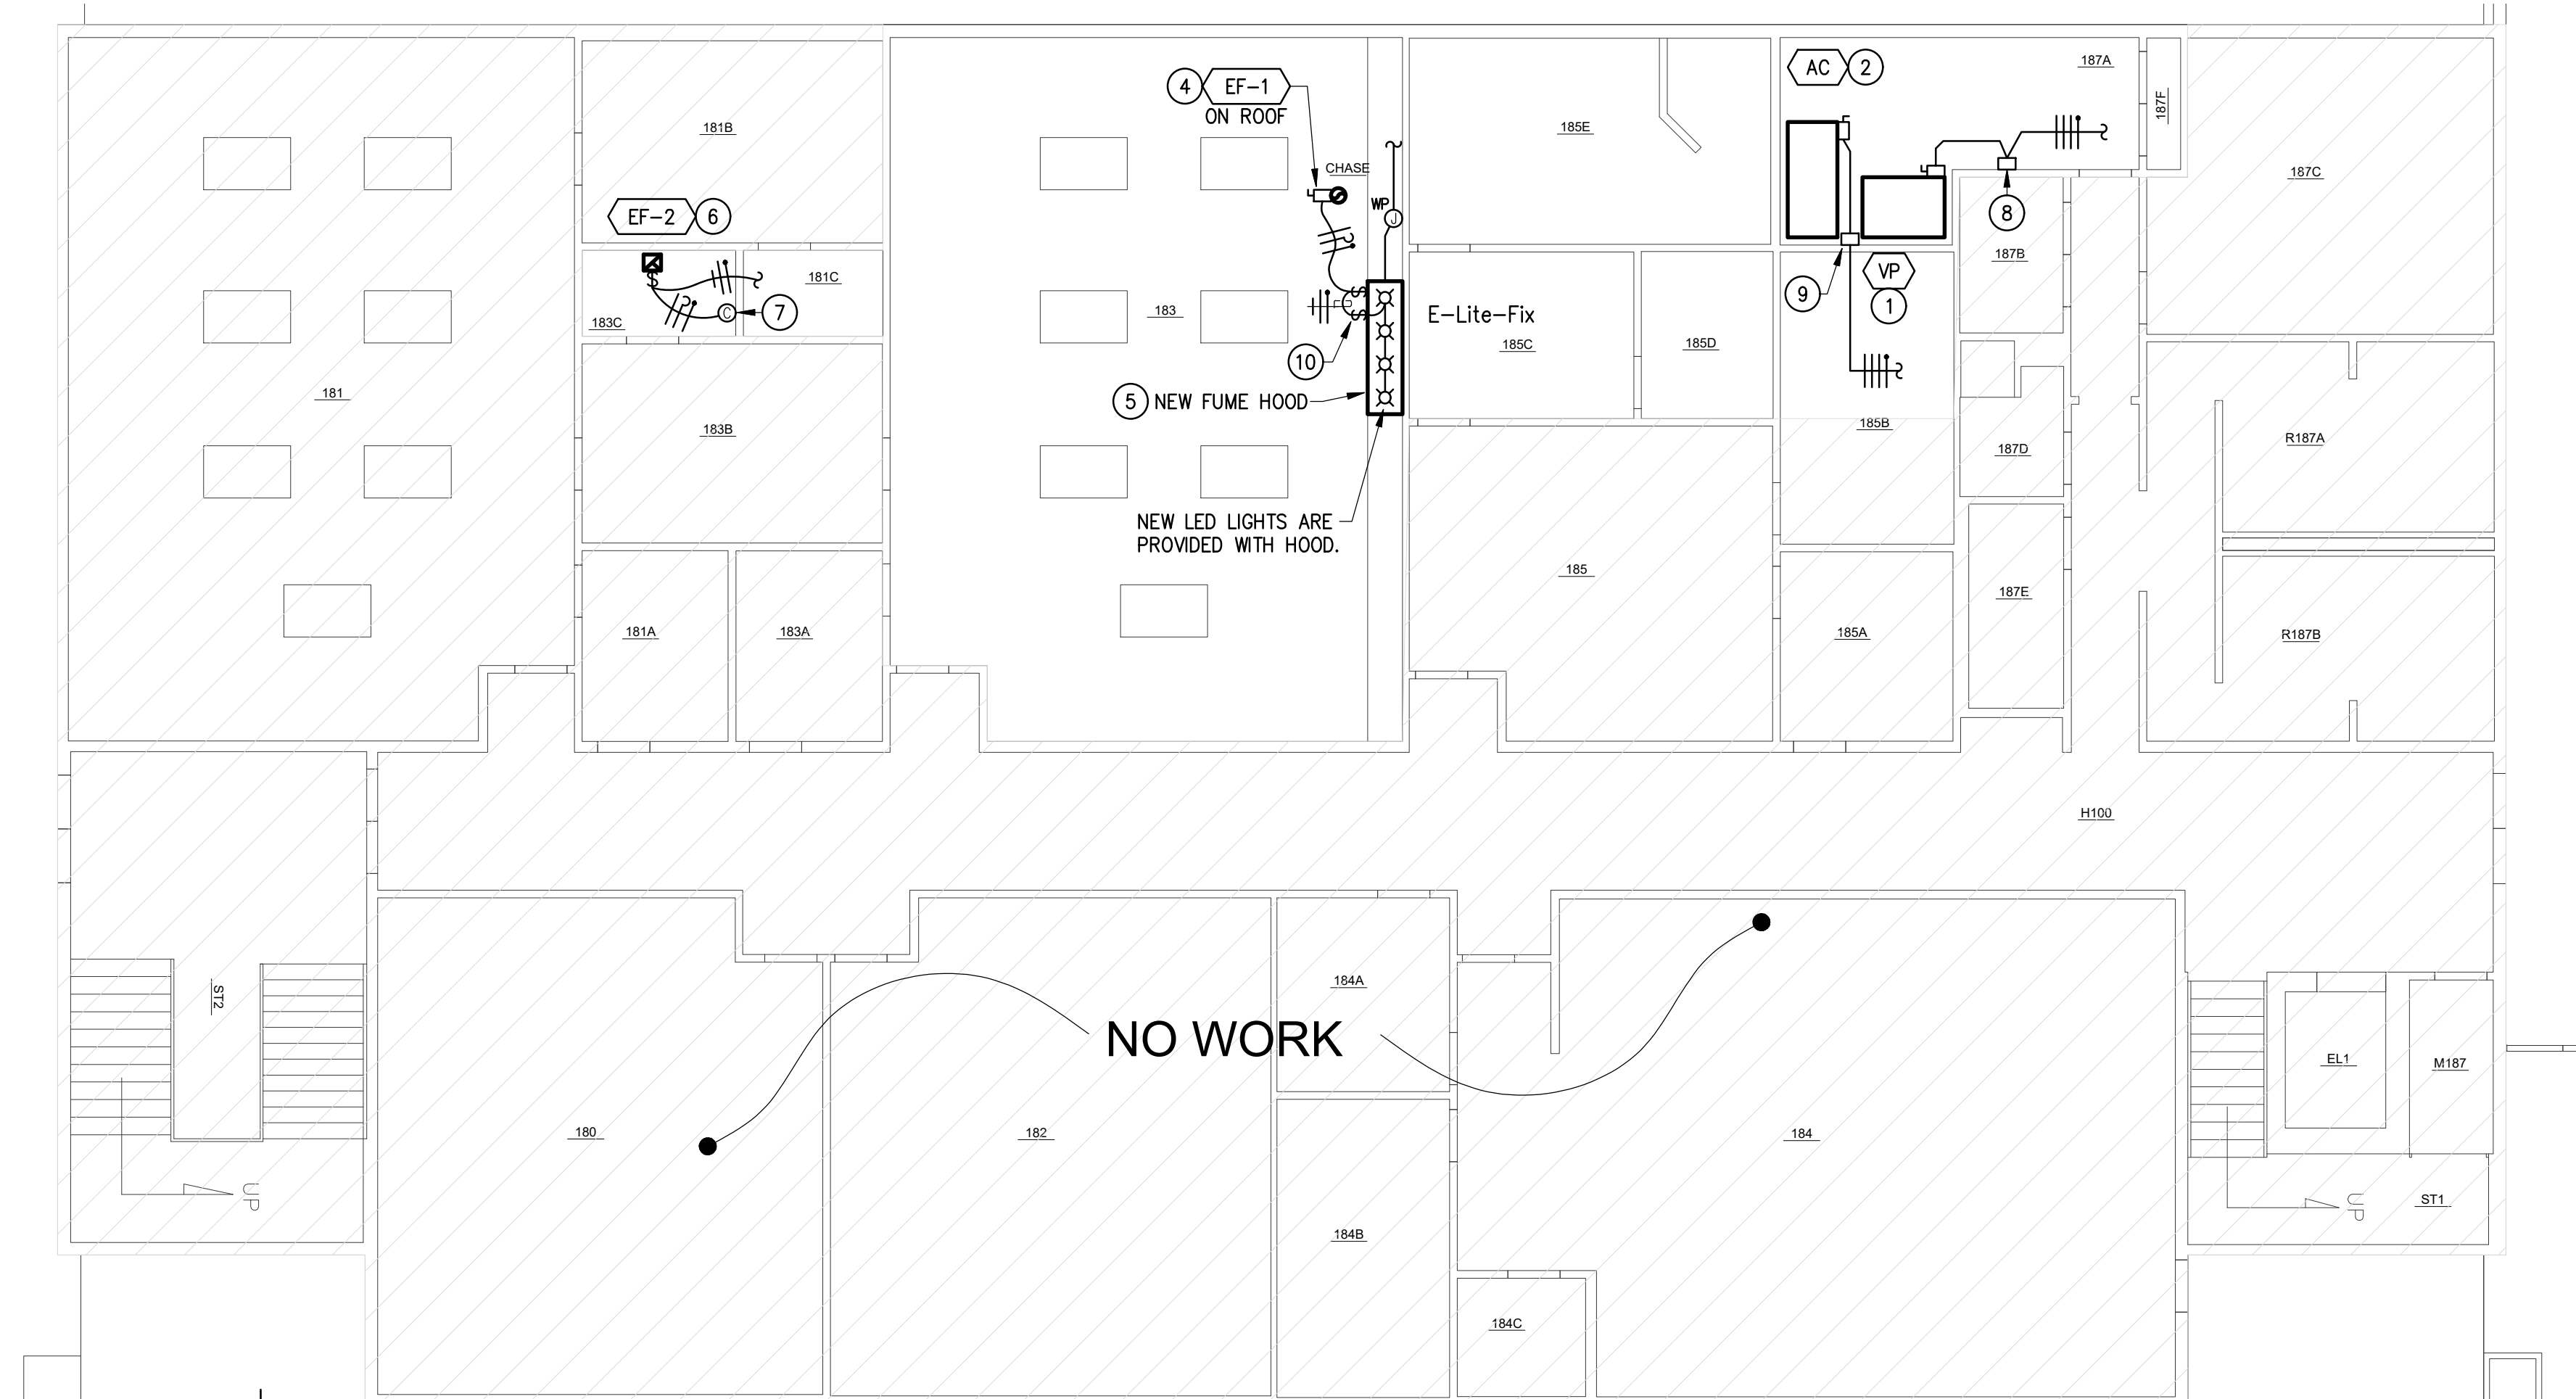 AC 2
187A
4 EF-1
ON ROOF
187F
181B
185E
CHASE
187C
WP
J
EF-2 6
8
187B
181C
VP
9
1
183C
C
7
183
S
S
E-Lite-Fix
185C
185D
10
181
5 NEW FUME HOOD
183B
185B
R187A
187D
NEW LED LIGHTS ARE
PROVIDED WITH HOOD.
185
187E
181A
183A
185A
R187B
H100
ST2
184A
NO WORK
EL1
M187
180
182
184
UP
UP
ST1
184B
184C